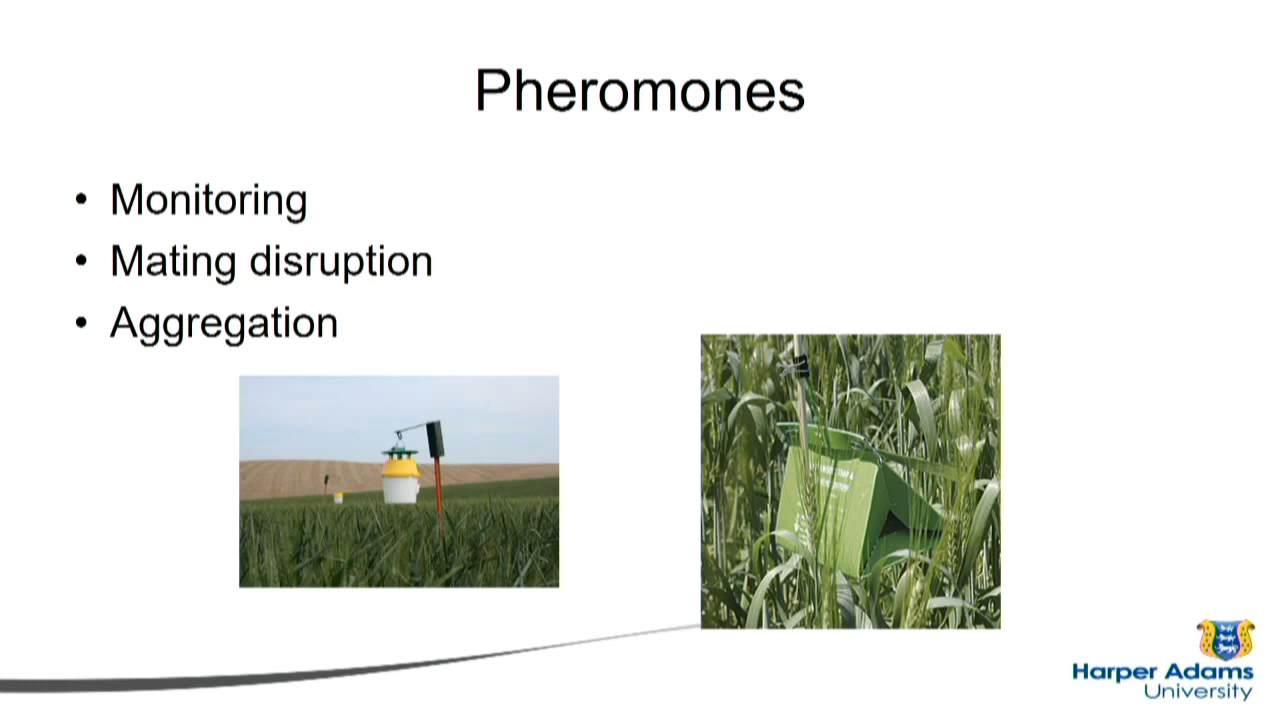 Pheromones
• Monitoring
• Mating disruption
• Aggregation
Harper Adams
University